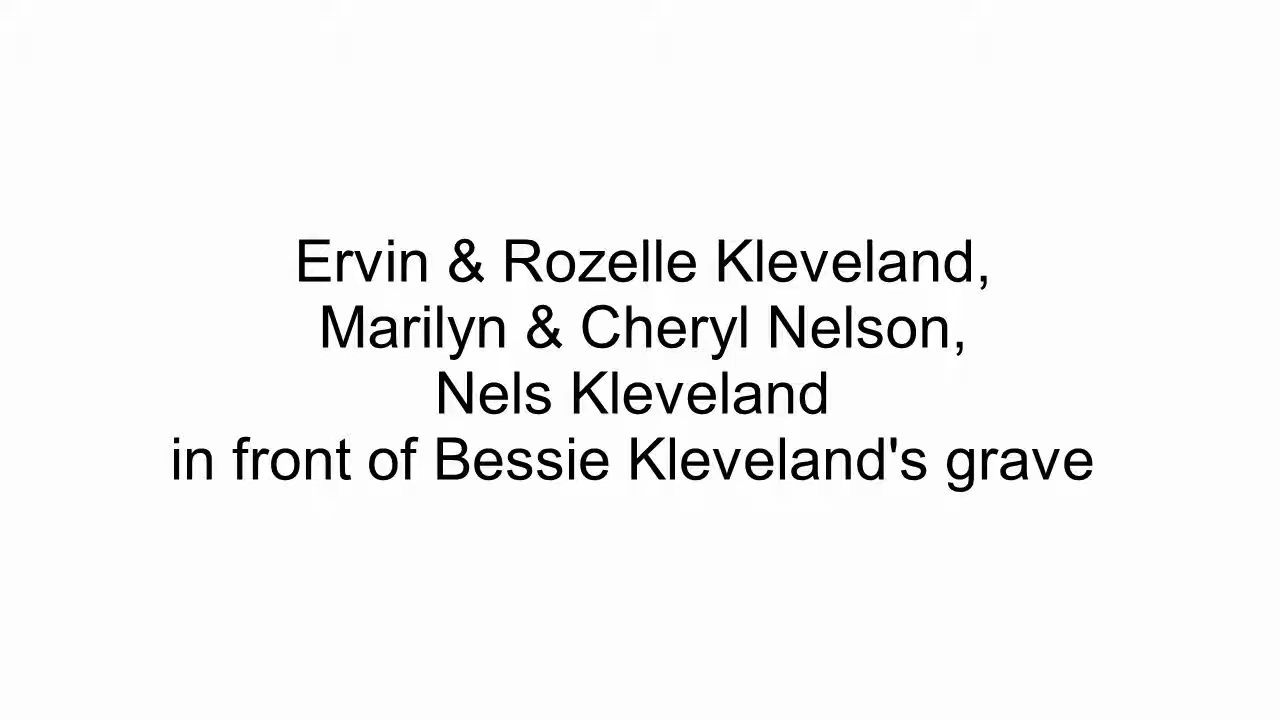 Ervin & Rozelle Kleveland,
Marilyn & Cheryl Nelson,
Nels Kleveland
in front of Bessie Kleveland's grave